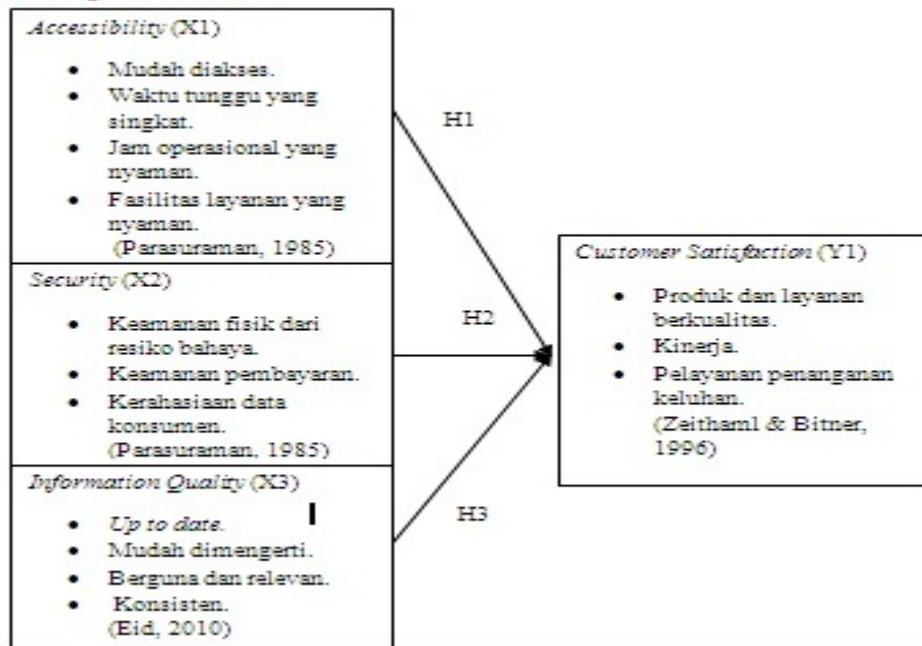 Accessibility (X1)
• Mudah diakses.
• Waktu tunggu yang
singkat.
• Jam operasional yang
nyaman.
• Fasilitas layanan yang
nyaman.
(Parasuraman, 1985)
Security (X2)
• Keamanan fisik dari
resiko bahaya.
• Keamanan pembayaran.
• Kerahasiaan data
konsumen.
(Parasuraman, 1985)
Information Quality (X3)
• Up to date.
• Mudah dimengerti.
• Berguna dan relevan.
• Konsisten.
(Eid, 2010)
H1
H2
H3
Customer Satisfaction (Y1)
• Produk dan layanan
berkualitas.
• Kinerja.
• Pelayanan penanganan
keluhan.
(Zeithaml & Bitner,
1996)